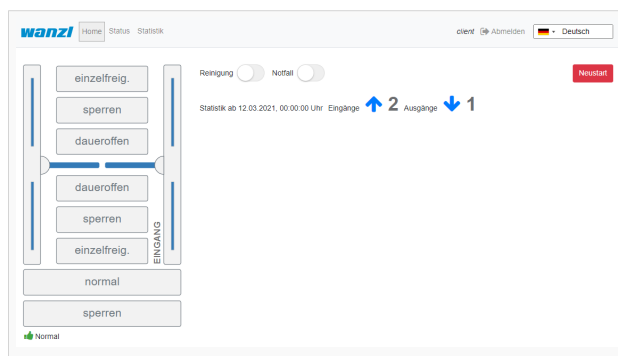 wanzl Home Status Statistik client Abmelden Deutsch
einzelfreig.
sperren
daueroffen
daueroffen
sperren
einzelfreig.
EINGANG
normal
sperren
Normal
Reinigung Notfall Neustart
Statistik ab 12.03.2021, 00:00:00 Uhr Eingänge 2 Ausgänge 1